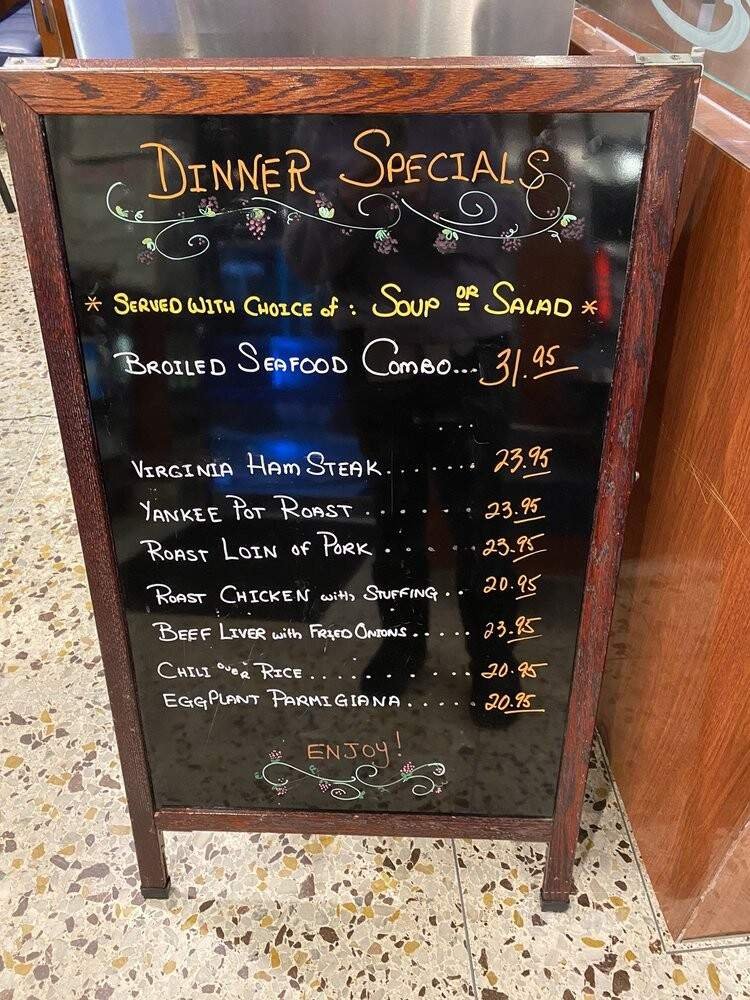 DINNER SPECIALS
* SERVED WITH CHOICE of : SOUP OR SALAD *
BROILED SEAFOOD COMBO... 31.95
...
VIRGINIA HAM STEAK....... 23.95
YANKEE POT ROAST ....... 23.95
ROAST LOIN OF PORK ..... 23.95
ROAST CHICKEN with STUFFING .. 20.95
BEEF LIVER with FRIED ONIONS..... 23.95
CHILI OVER RICE.......... 20.95
EGGPLANT PARMIGIANA..... 20.95
ENJOY!